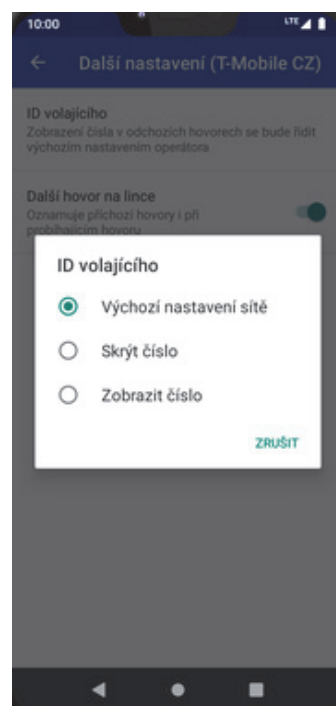 10:00
LTE
Další nastavení (T-Mobile CZ)
ID volajícího
Zobrazení čísla v odchozích hovorech se bude řídit
výchozím nastavením operátora
Další hovor na lince
Oznamuje příchozí hovory i při
probíhajícím hovoru
ID volajícího
Výchozí nastavení sítě
Skrýt číslo
Zobrazit číslo
ZRUŠIT